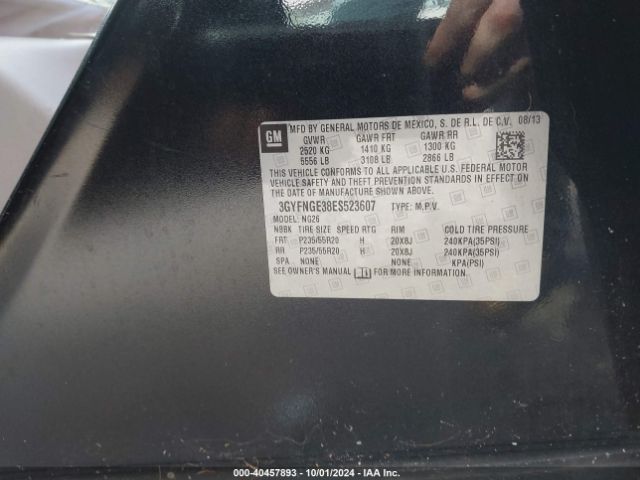 GM
MFD BY GENERAL MOTORS DE MEXICO, S. DE R.L. DE C.V. 08/13
GVWR GAWR FRT GAWR RR
2520 KG 1410 KG 1300 KG
5556 LB 3108 LB 2866 LB
THIS VEHICLE CONFORMS TO ALL APPLICABLE U.S. FEDERAL MOTOR
VEHICLE SAFETY AND THEFT PREVENTION STANDARDS IN EFFECT ON
THE DATE OF MANUFACTURE SHOWN ABOVE.
3GYFNGE38ES523607 TYPE: M.P.V.
MODEL: NG26
N0BK TIRE SIZE SPEED RTG RIM COLD TIRE PRESSURE
FRT P235/55R20 H 20X8J 240KPA(35PSI)
RR P235/55R20 H 20X8J 240KPA(35PSI)
SPA NONE NONE KPA(PSI)
SEE OWNER'S MANUAL FOR MORE INFORMATION.
000-40457893 - 10/01/2024 - IAA Inc.